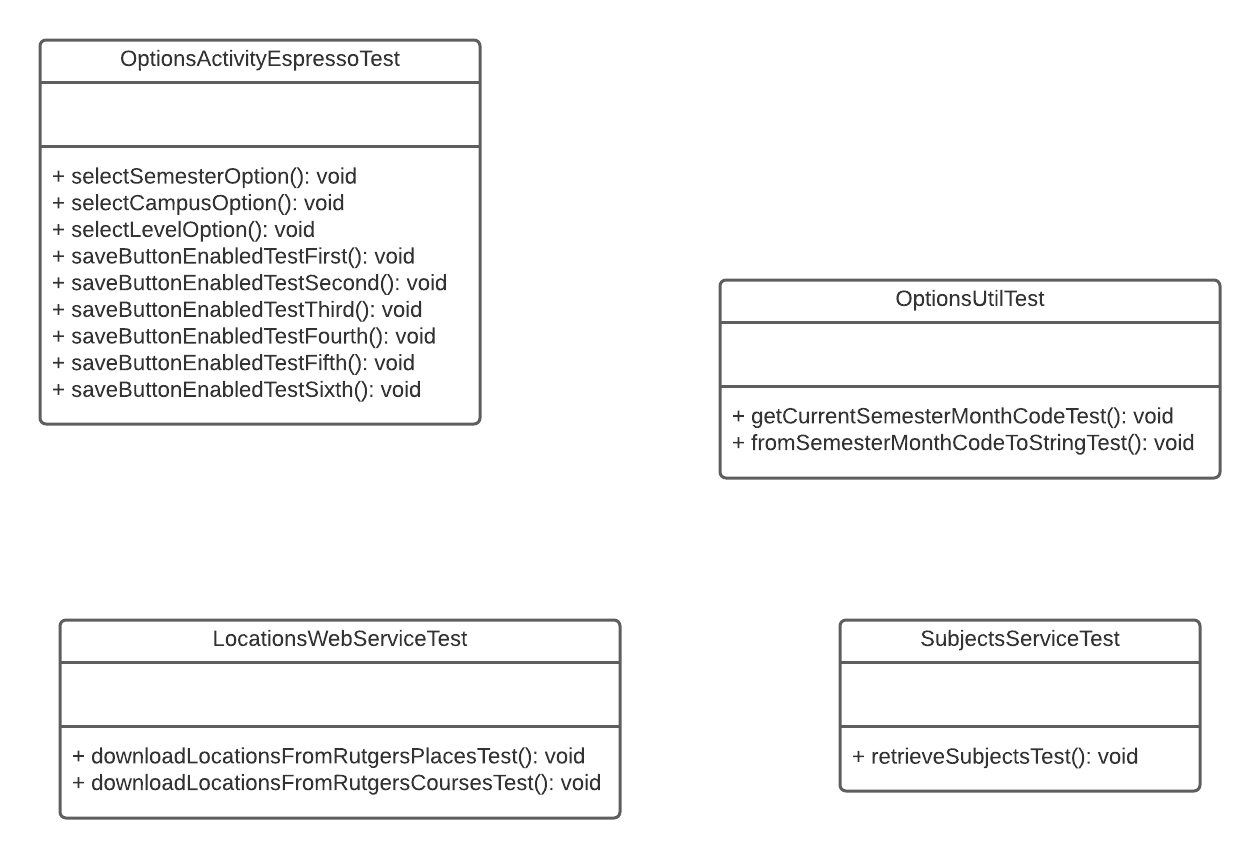 OptionsActivityEspressoTest
+ selectSemesterOption(): void
+ selectCampusOption(): void
+ selectLevelOption(): void
+ saveButtonEnabledTestFirst(): void
+ saveButtonEnabledTestSecond(): void
+ saveButtonEnabledTestThird(): void
+ saveButtonEnabledTestFourth(): void
+ saveButtonEnabledTestFifth(): void
+ saveButtonEnabledTestSixth(): void
OptionsUtilTest
+ getCurrentSemesterMonthCodeTest(): void
+ fromSemesterMonthCodeToStringTest(): void
LocationsWebServiceTest
+ downloadLocationsFromRutgersPlacesTest(): void
+ downloadLocationsFromRutgersCoursesTest(): void
SubjectsServiceTest
+ retrieveSubjectsTest(): void